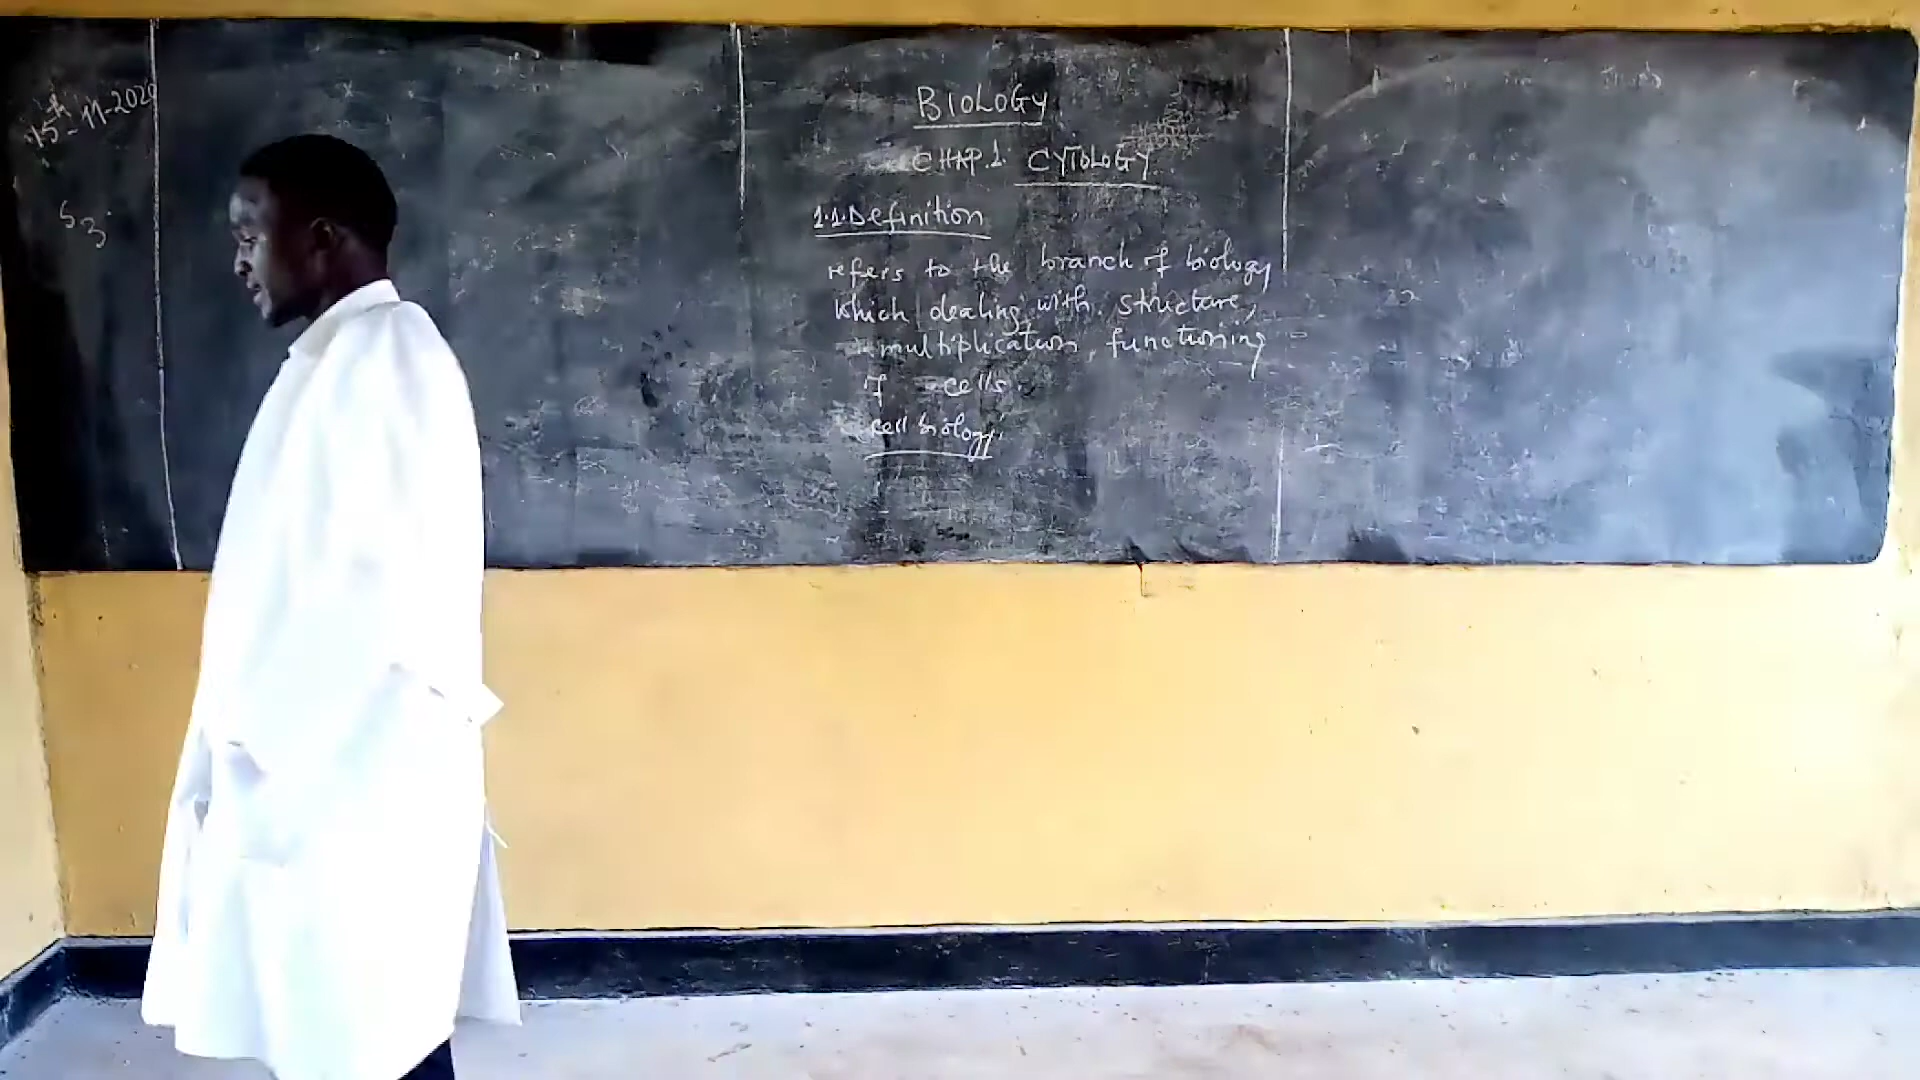 15th-11-2020
S3
BIOLOGY
CHAP.1. CYTOLOGY
1.1.Definition
refers to the branch of biology
which dealing with structure,
multiplication, functioning
of cells.
cell biology